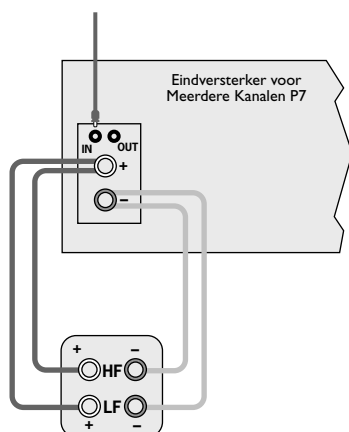 Eindversterker voor
Meerdere Kanalen P7
IN OUT
+
–
+ –
HF
LF
+ –